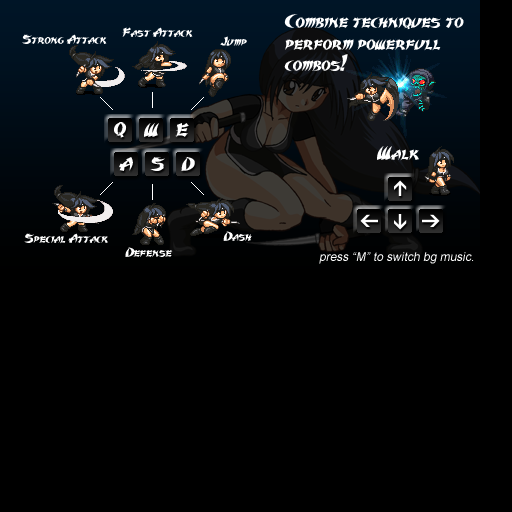 Strong Attack
Fast Attack
Jump
Combine techniques to
perform powerfull
combos!
Q W E
A S D
Walk
Special Attack
Defense
Dash
press “M” to switch bg music.